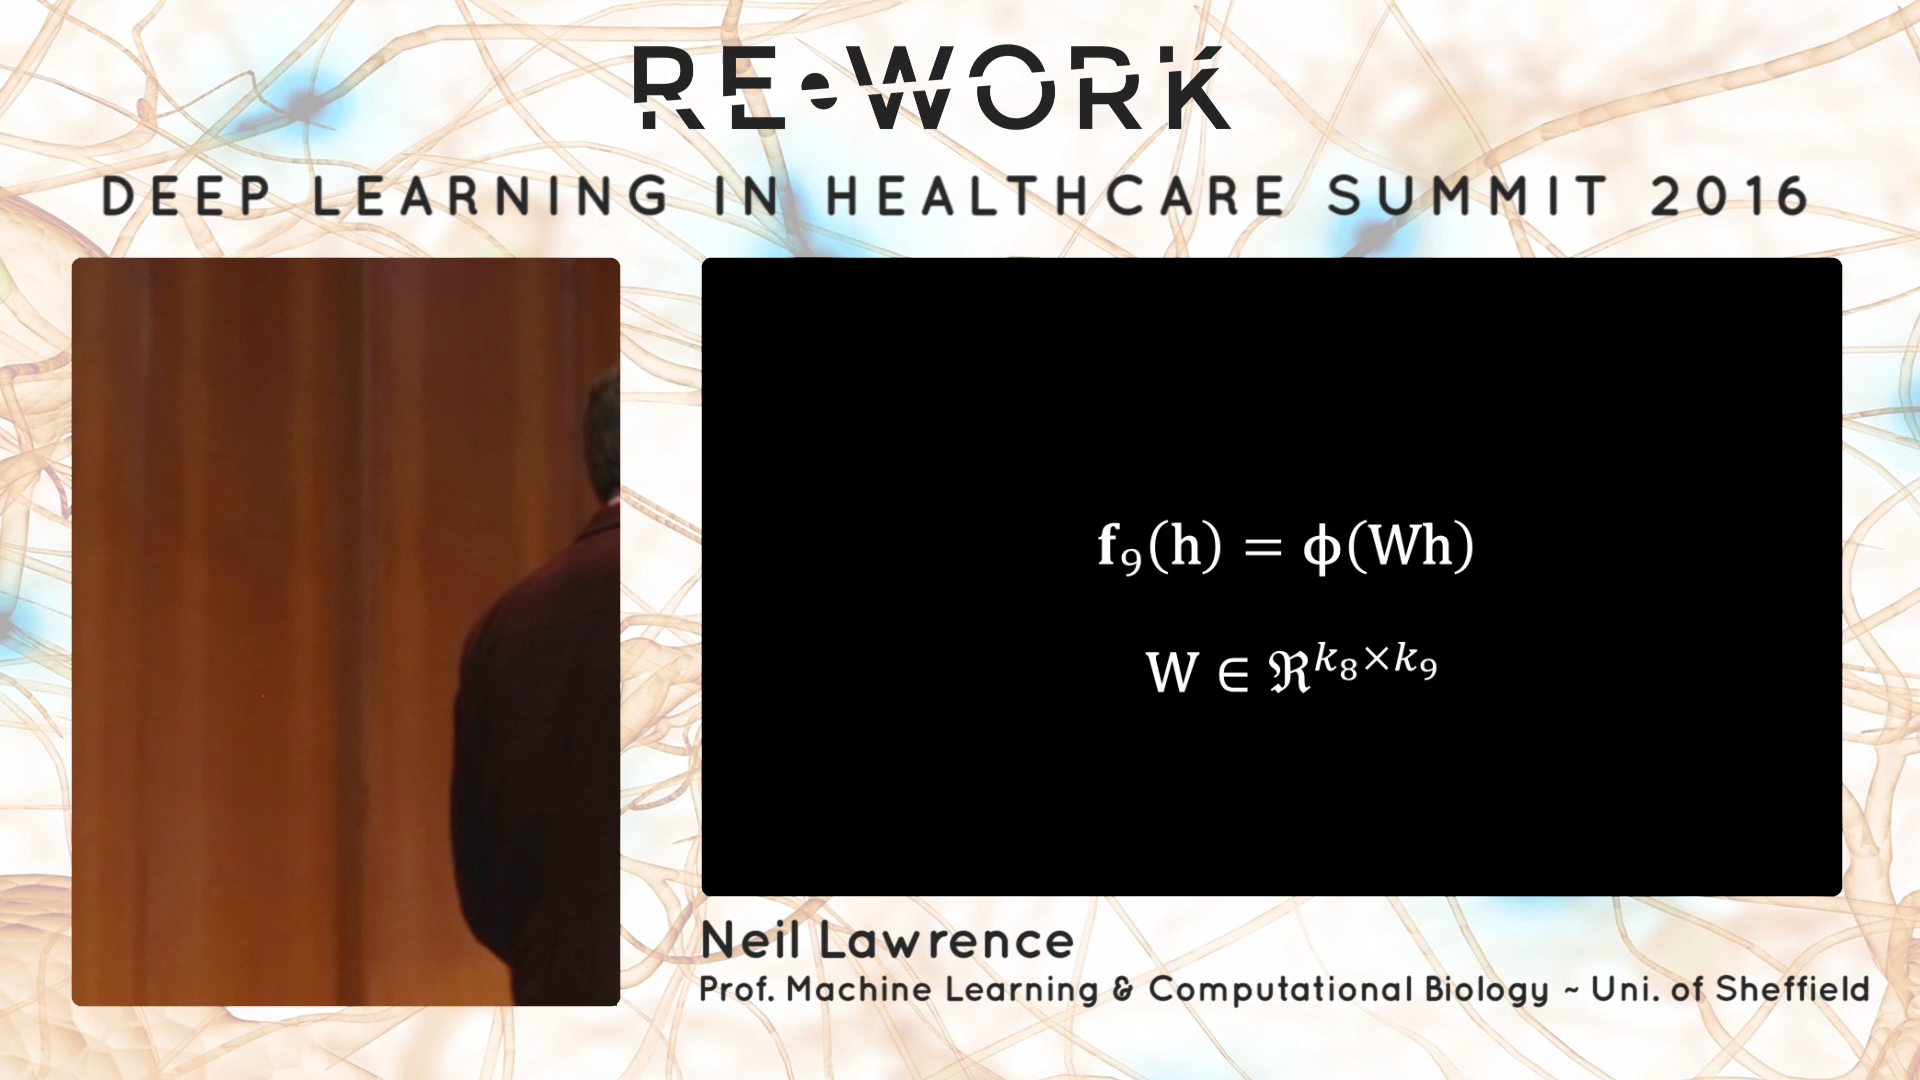 RE•WORK
DEEP LEARNING IN HEALTHCARE SUMMIT 2016
f₉(h) = ϕ(Wh)
W ∈ ℜ^{k₈×k₉}
Neil Lawrence
Prof. Machine Learning & Computational Biology ~ Uni. of Sheffield